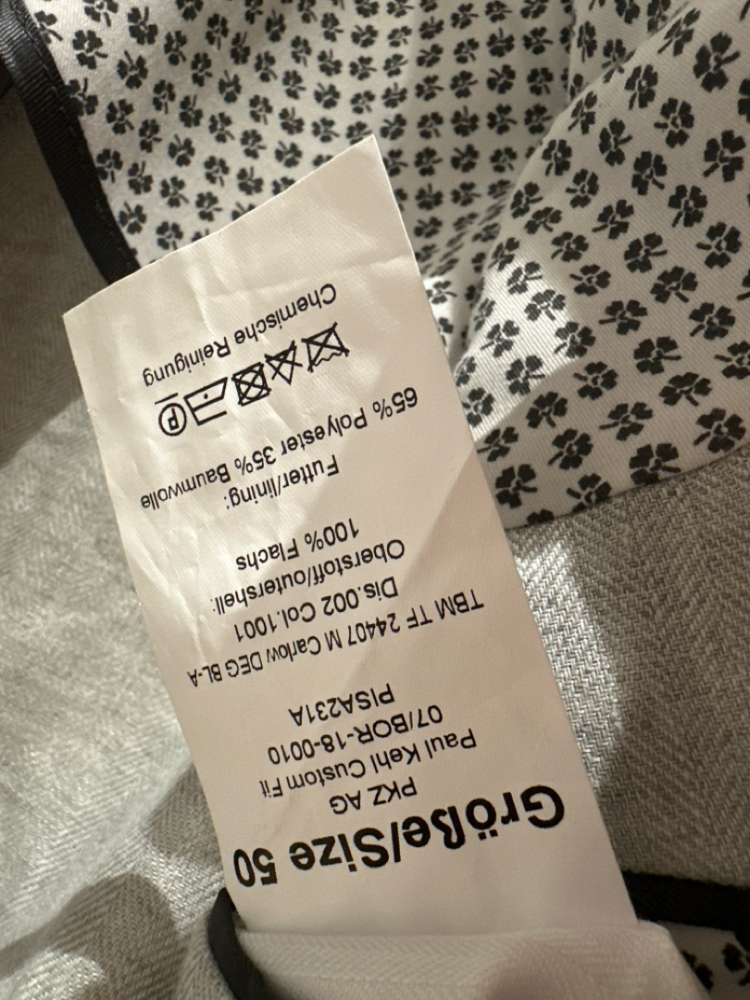 Größe/Size 50
PKZ AG
Paul Kehl Custom Fit
07/BOR-18-0010
PISA231A
TBM TF 24407 M Carlow DEG BL-A
Dis.002 Col.1001
Oberstoff/outershell:
100% Flachs
Futter/lining:
65% Polyester 35% Baumwolle
P
Chemische Reinigung